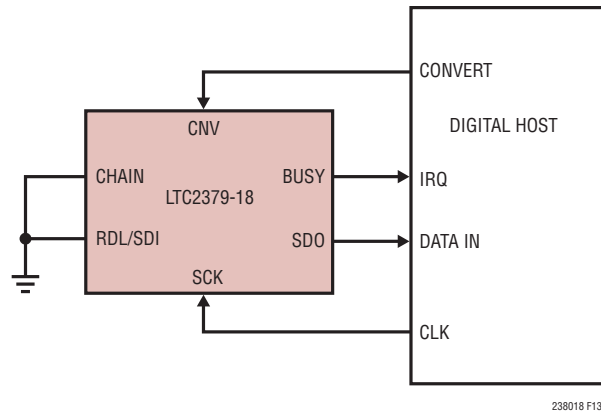 CONVERT
CNV
DIGITAL HOST
CHAIN
BUSY
IRQ
LTC2379-18
RDL/SDI
SDO
DATA IN
SCK
CLK
238018 F13